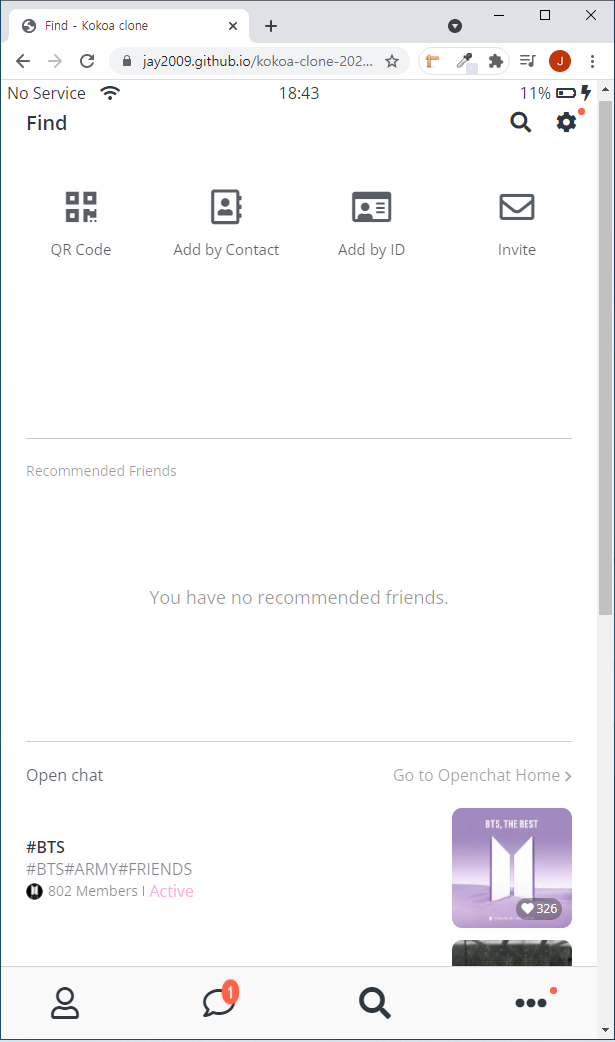 Find - Kokoa clone
jay2009.github.io/kokoa-clone-202...
J
No Service 18:43 11%
Find
QR Code Add by Contact Add by ID Invite
Recommended Friends
You have no recommended friends.
Open chat Go to Openchat Home
#BTS
#BTS#ARMY#FRIENDS
802 Members I Active
BTS, THE BEST
326
1